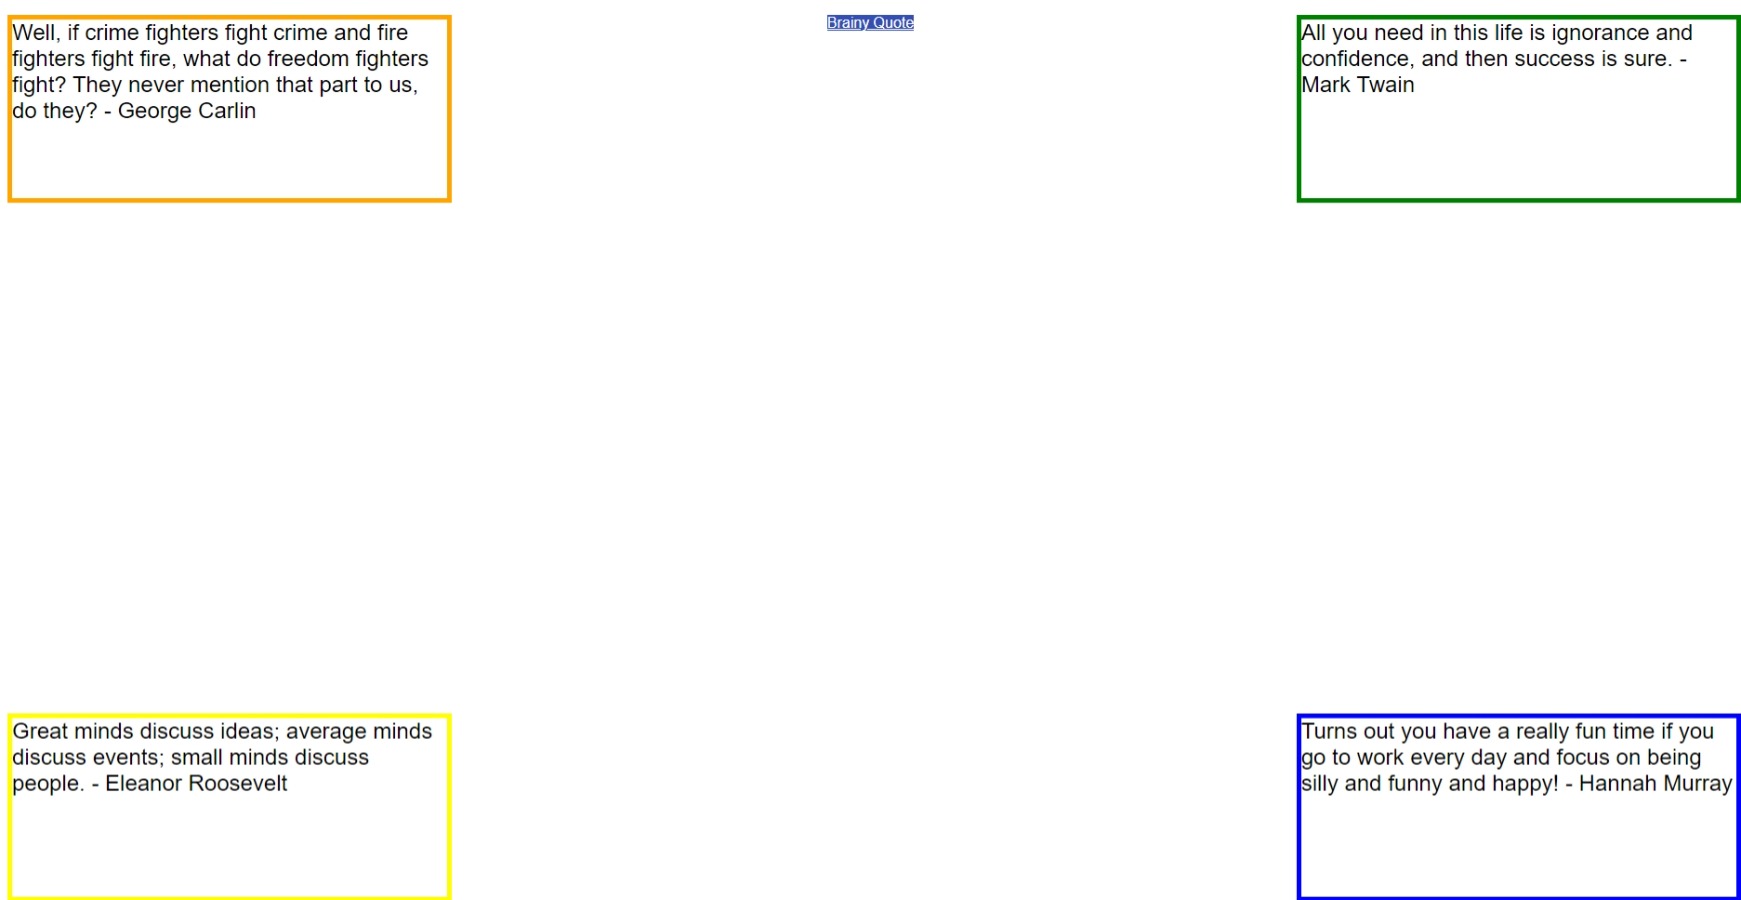 Well, if crime fighters fight crime and fire
fighters fight fire, what do freedom fighters
fight? They never mention that part to us,
do they? - George Carlin
Brainy Quote
All you need in this life is ignorance and
confidence, and then success is sure. -
Mark Twain
Great minds discuss ideas; average minds
discuss events; small minds discuss
people. - Eleanor Roosevelt
Turns out you have a really fun time if you
go to work every day and focus on being
silly and funny and happy! - Hannah Murray